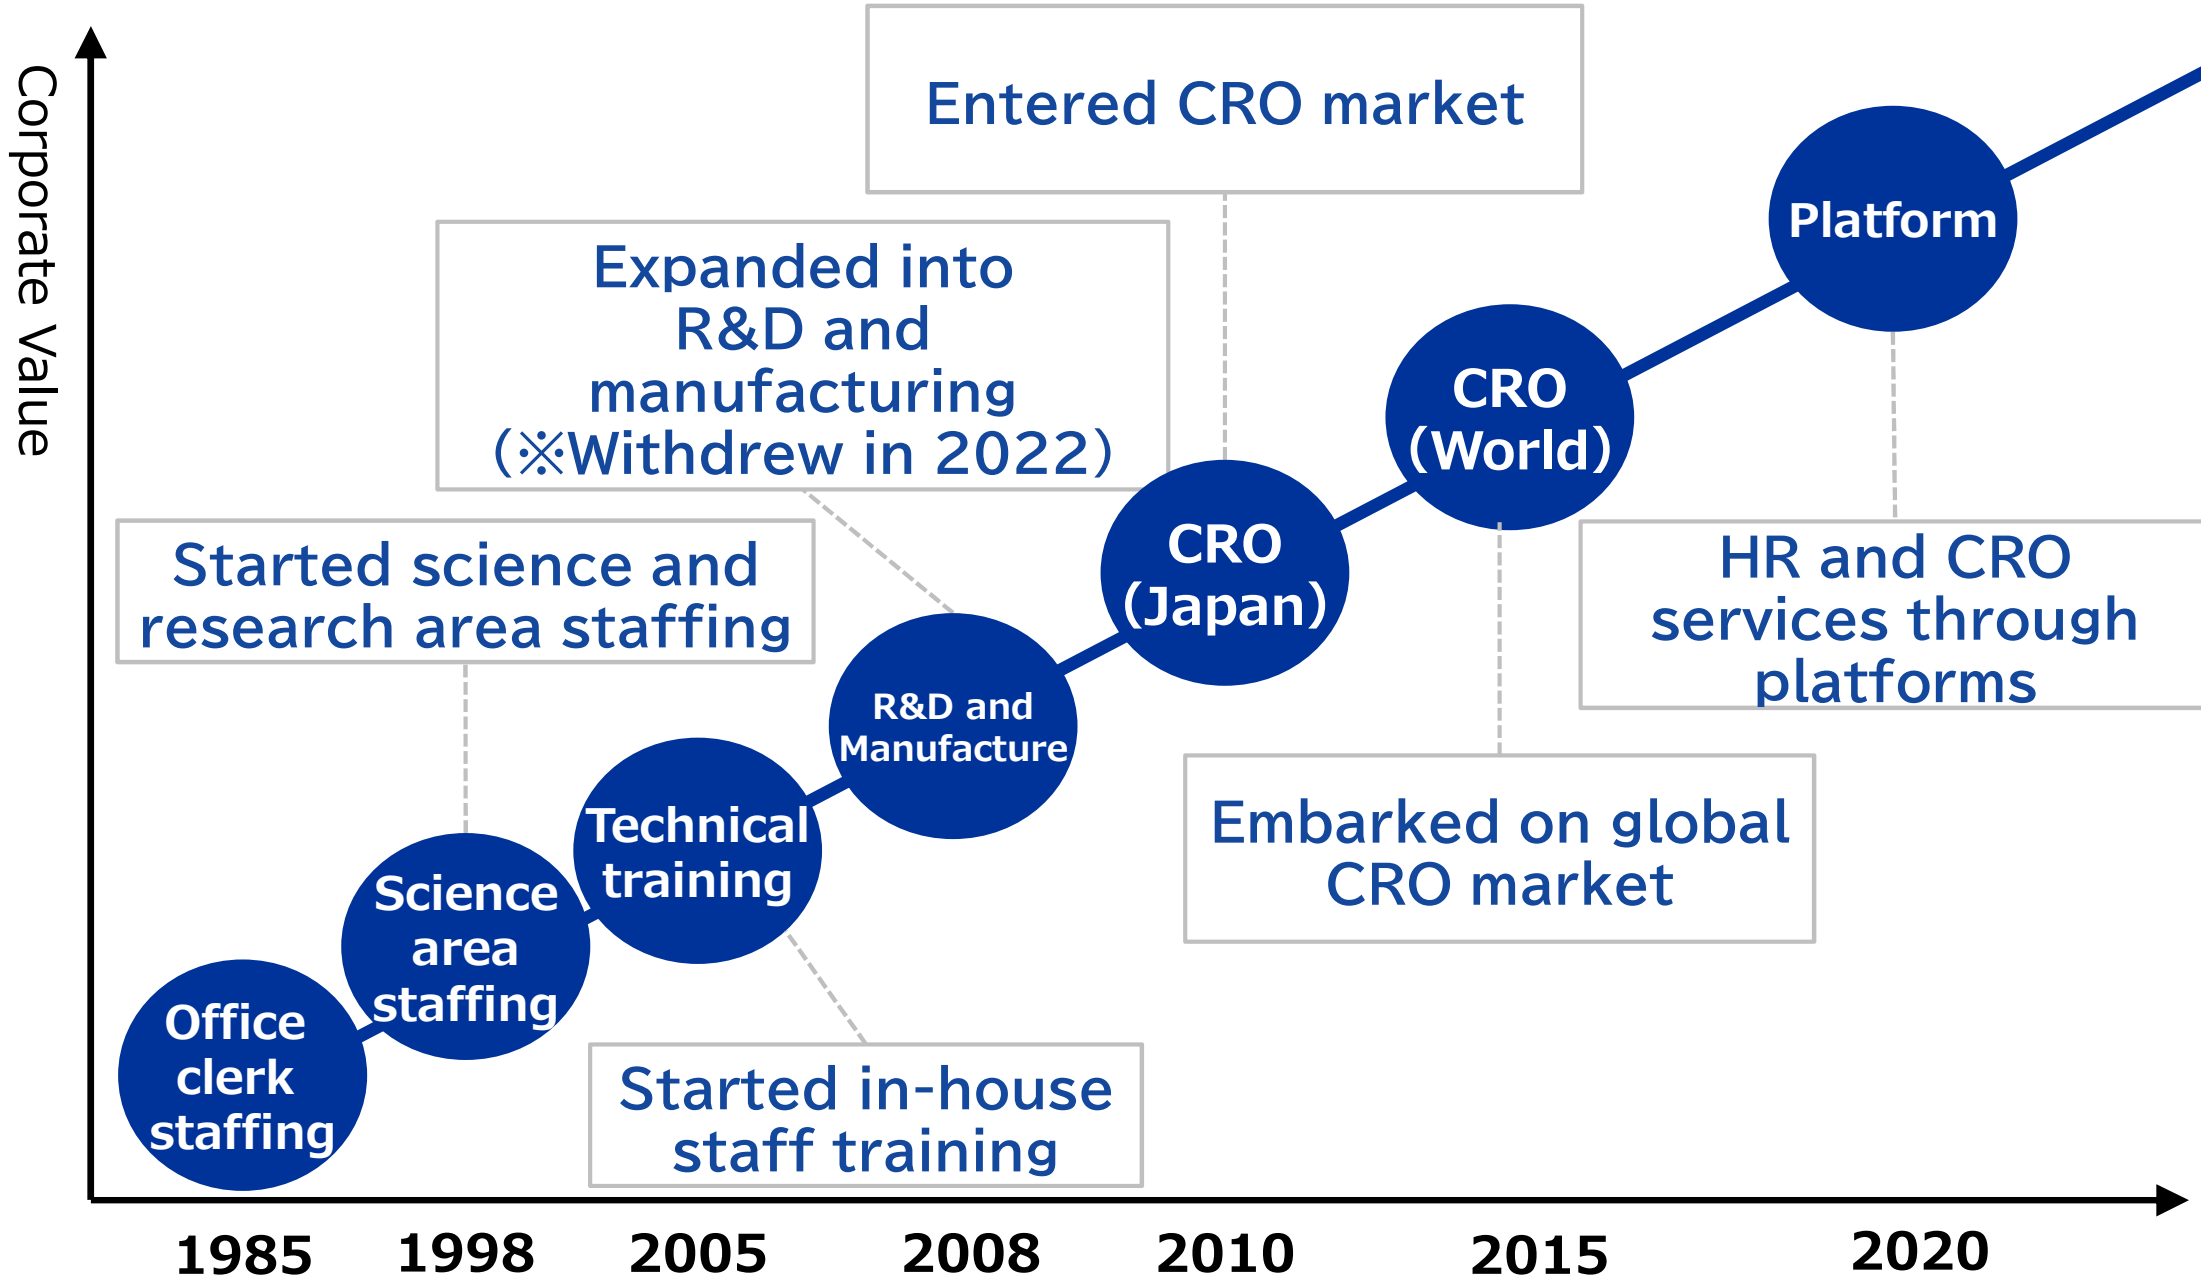 Corporate Value
Entered CRO market
Expanded into
R&D and
manufacturing
(※Withdrew in 2022)
Started science and
research area staffing
Platform
CRO
(World)
CRO
(Japan)
HR and CRO
services through
platforms
R&D and
Manufacture
Technical
training
Embarked on global
CRO market
Science
area
staffing
Office
clerk
staffing
Started in-house
staff training
1985
1998
2005
2008
2010
2015
2020